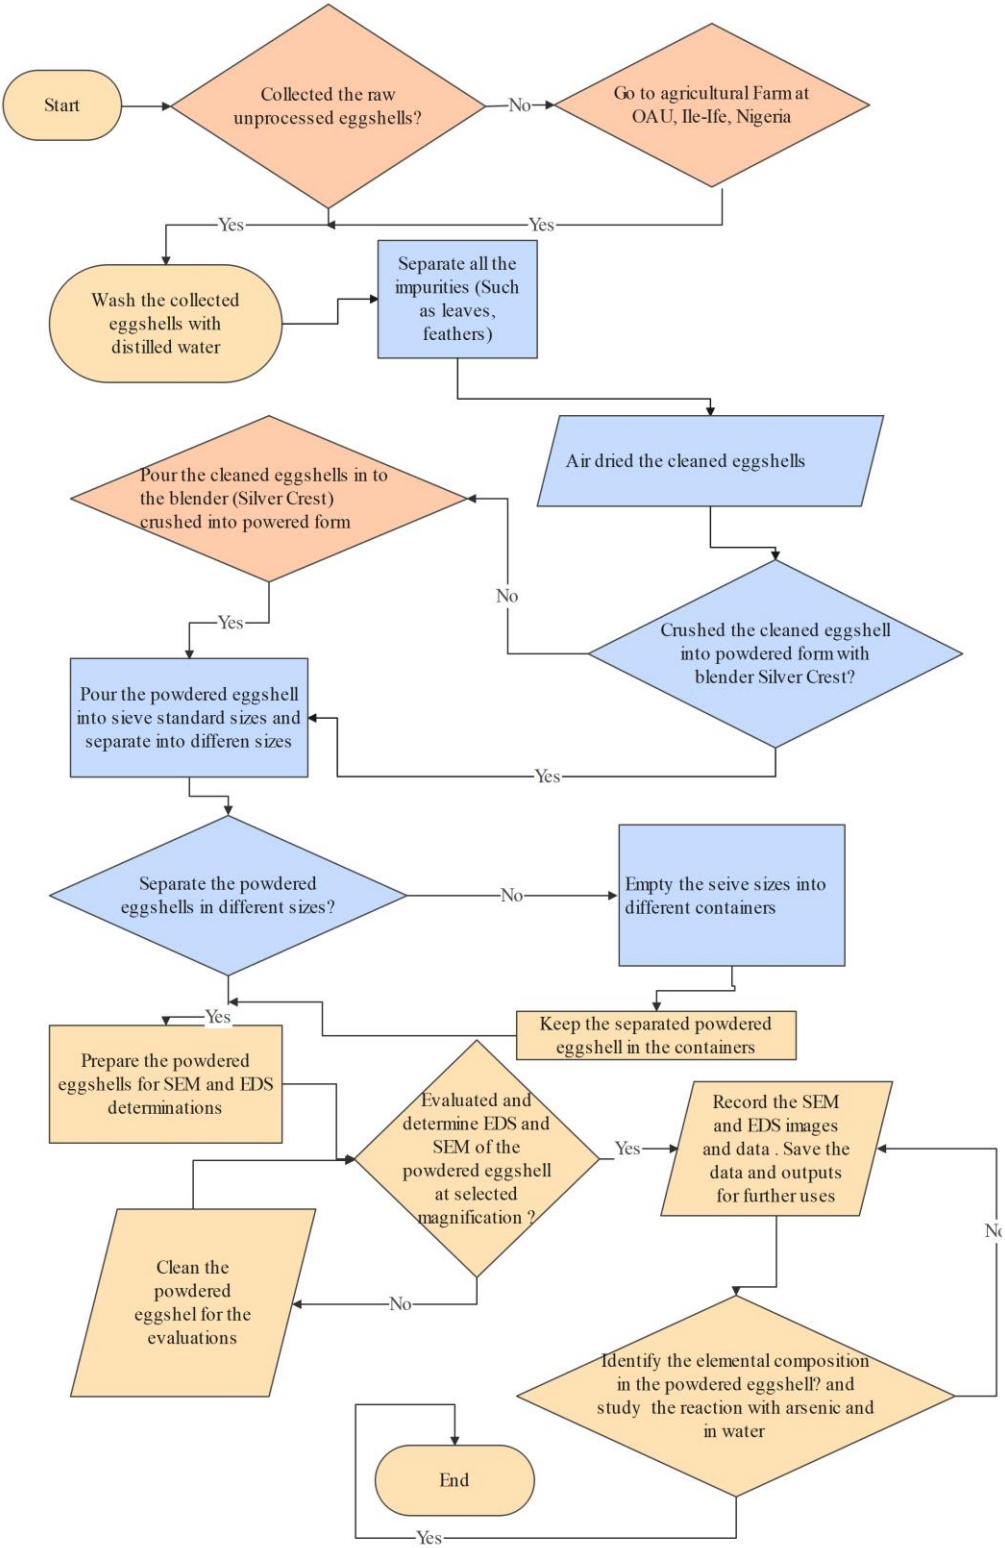 Start
Collected the raw
unprocessed eggshells?
No
Go to agricultural Farm at
OAU, Ile-Ife, Nigeria
Yes
Yes
Wash the collected
eggshells with
distilled water
Separate all the
impurities (Such
as leaves,
feathers)
Air dried the cleaned eggshells
Pour the cleaned eggshells in to
the blender (Silver Crest)
crushed into powered form
No
Crushed the cleaned eggshell
into powdered form with
blender Silver Crest?
Yes
Pour the powdered eggshell
into sieve standard sizes and
separate into differen sizes
Yes
Separate the powdered
eggshells in different sizes?
No
Empty the seive sizes into
different containers
Keep the separated powdered
eggshell in the containers
Yes
Prepare the powdered
eggshells for SEM and EDS
determinations
Evaluated and
determine EDS and
SEM of the
powdered eggshell
at selected
magnification ?
Yes
Record the SEM
and EDS images
and data . Save the
data and outputs
for further uses
No
Clean the
powdered
eggshel for the
evaluations
No
Identify the elemental composition
in the powdered eggshell? and
study the reaction with arsenic and
in water
End
Yes